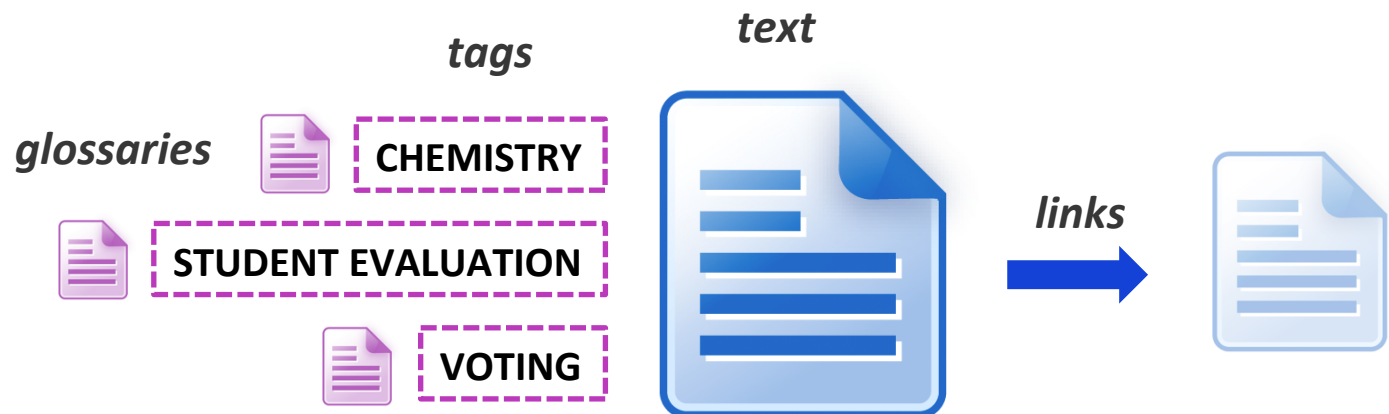 text
tags
glossaries
CHEMISTRY
links
STUDENT EVALUATION
VOTING